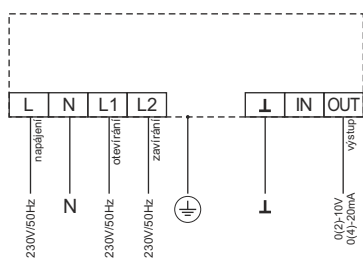 L N L1 L2 ⊥ IN OUT
napájení
otevírání
zavírání
výstup
230V/50Hz
N
230V/50Hz
230V/50Hz
⊥
0(2)-10V
0(4)-20mA